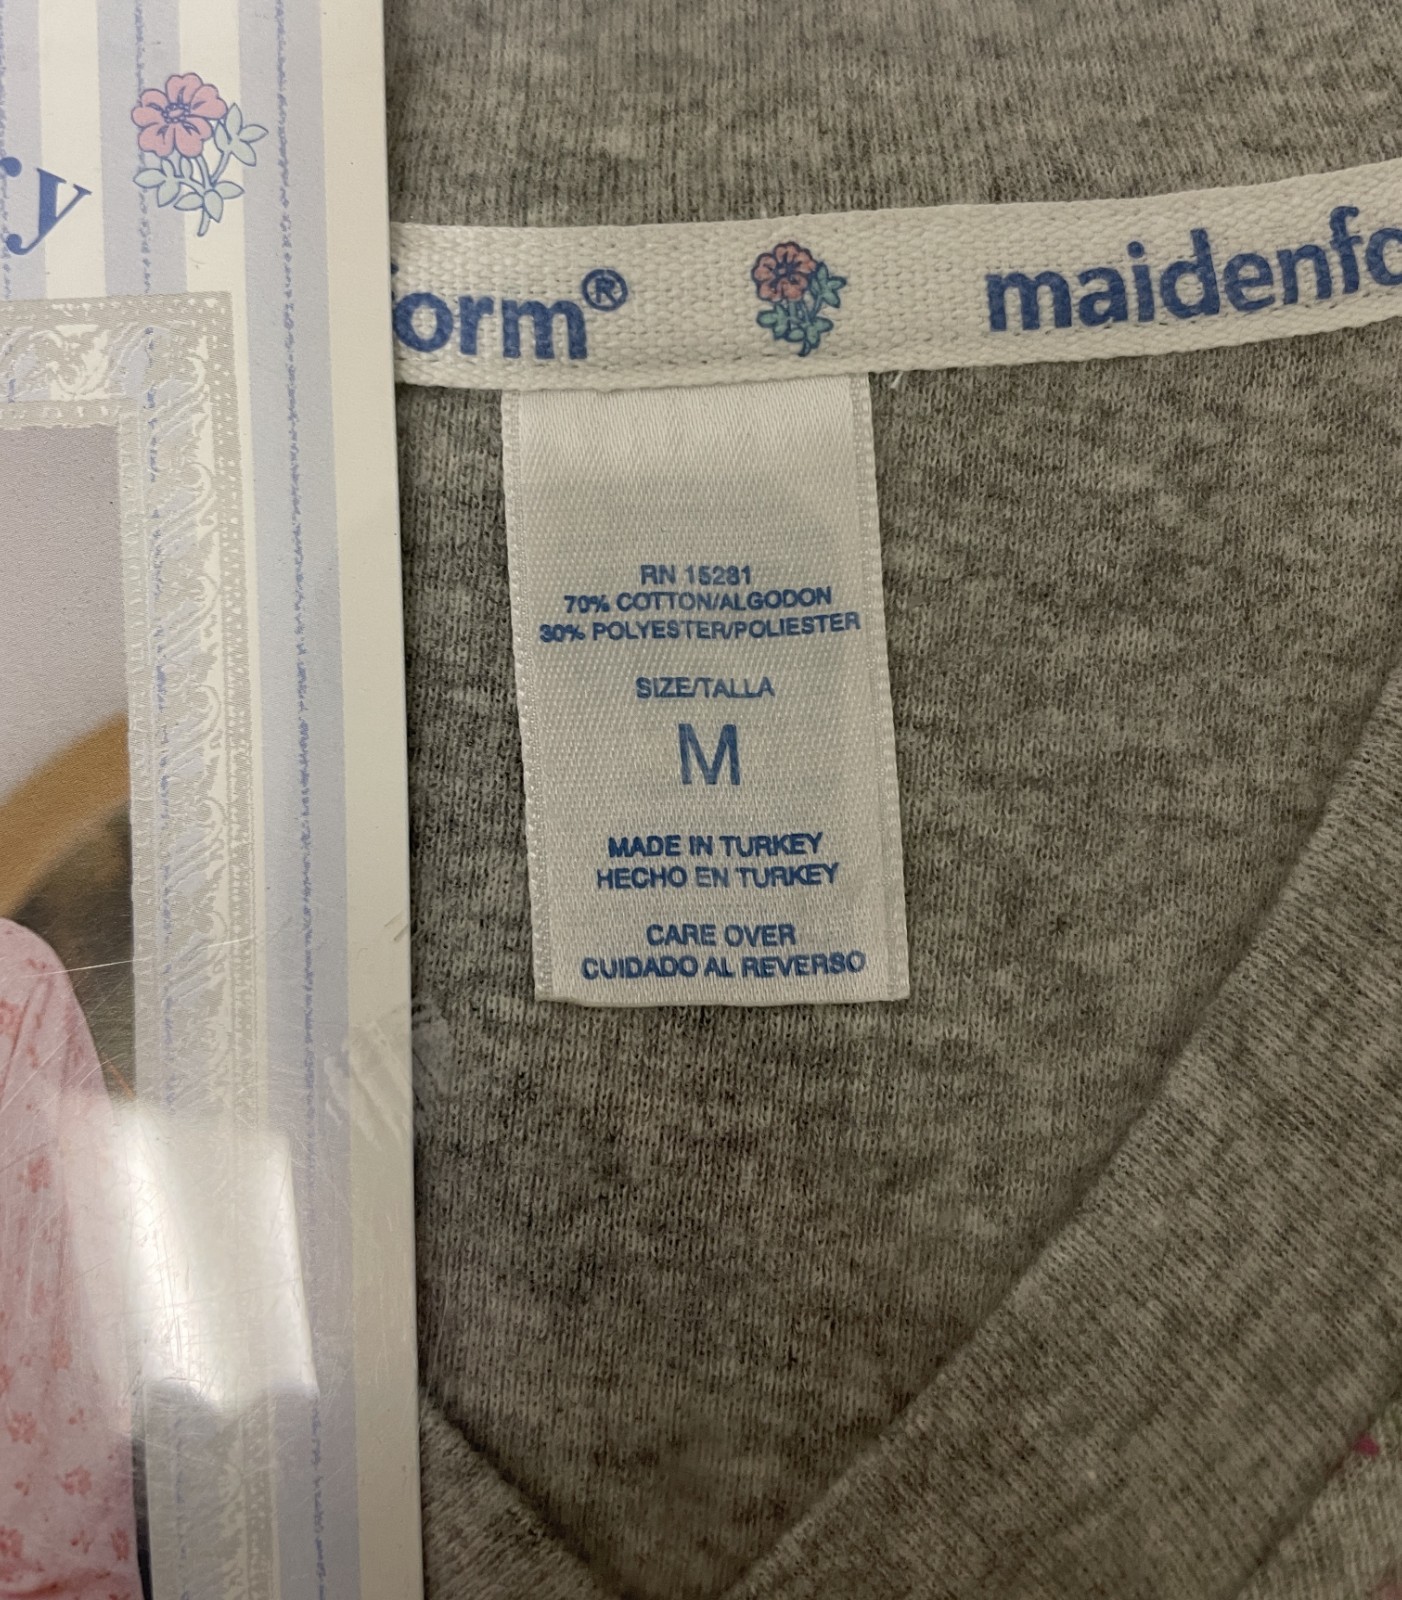 y
form®
maidenfo
RN 15281
70% COTTON/ALGODON
30% POLYESTER/POLIESTER
SIZE/TALLA
M
MADE IN TURKEY
HECHO EN TURKEY
CARE OVER
CUIDADO AL REVERSO